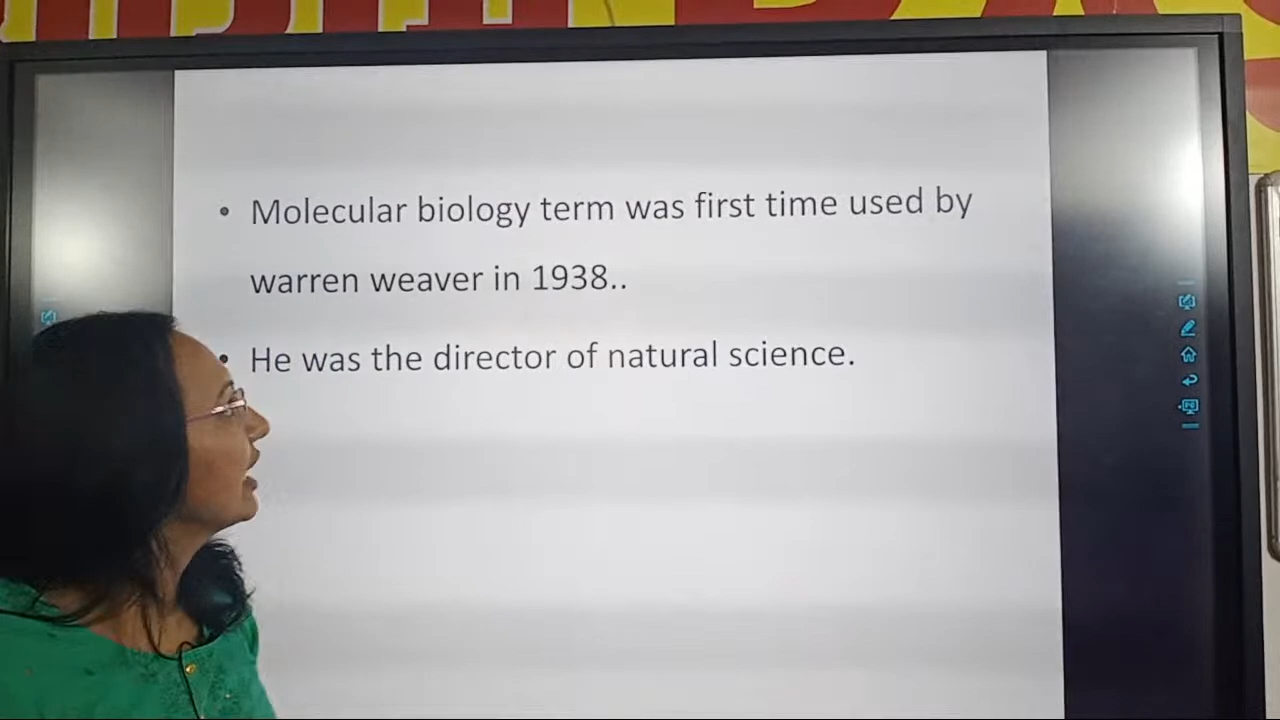 • Molecular biology term was first time used by
warren weaver in 1938..
• He was the director of natural science.